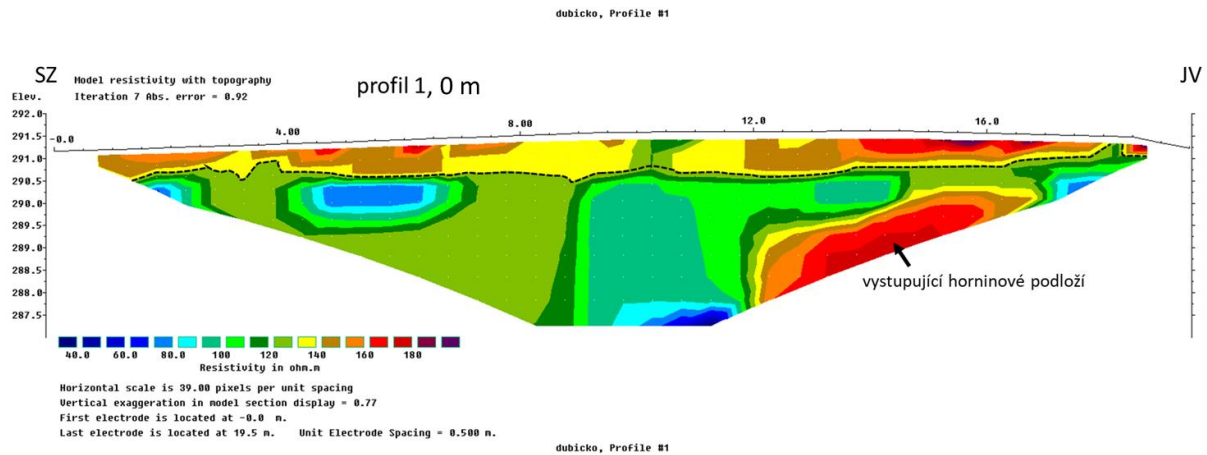 dubicko, Profile #1
SZ
JV
Model resistivity with topography
profil 1, 0 m
Elev. Iteration 7 Abs. error = 0.92
292.0
-0.0 4.00 8.00 12.0 16.0
291.5
291.0
290.5
290.0
289.5
289.0
288.5
vystupující horninové podloží
288.0
287.5
40.0 60.0 80.0 100 120 140 160 180
Resistivity in ohm.m
Horizontal scale is 39.00 pixels per unit spacing
Vertical exaggeration in model section display = 0.77
First electrode is located at -0.0 m.
Last electrode is located at 19.5 m. Unit Electrode Spacing = 0.500 m.
dubicko, Profile #1